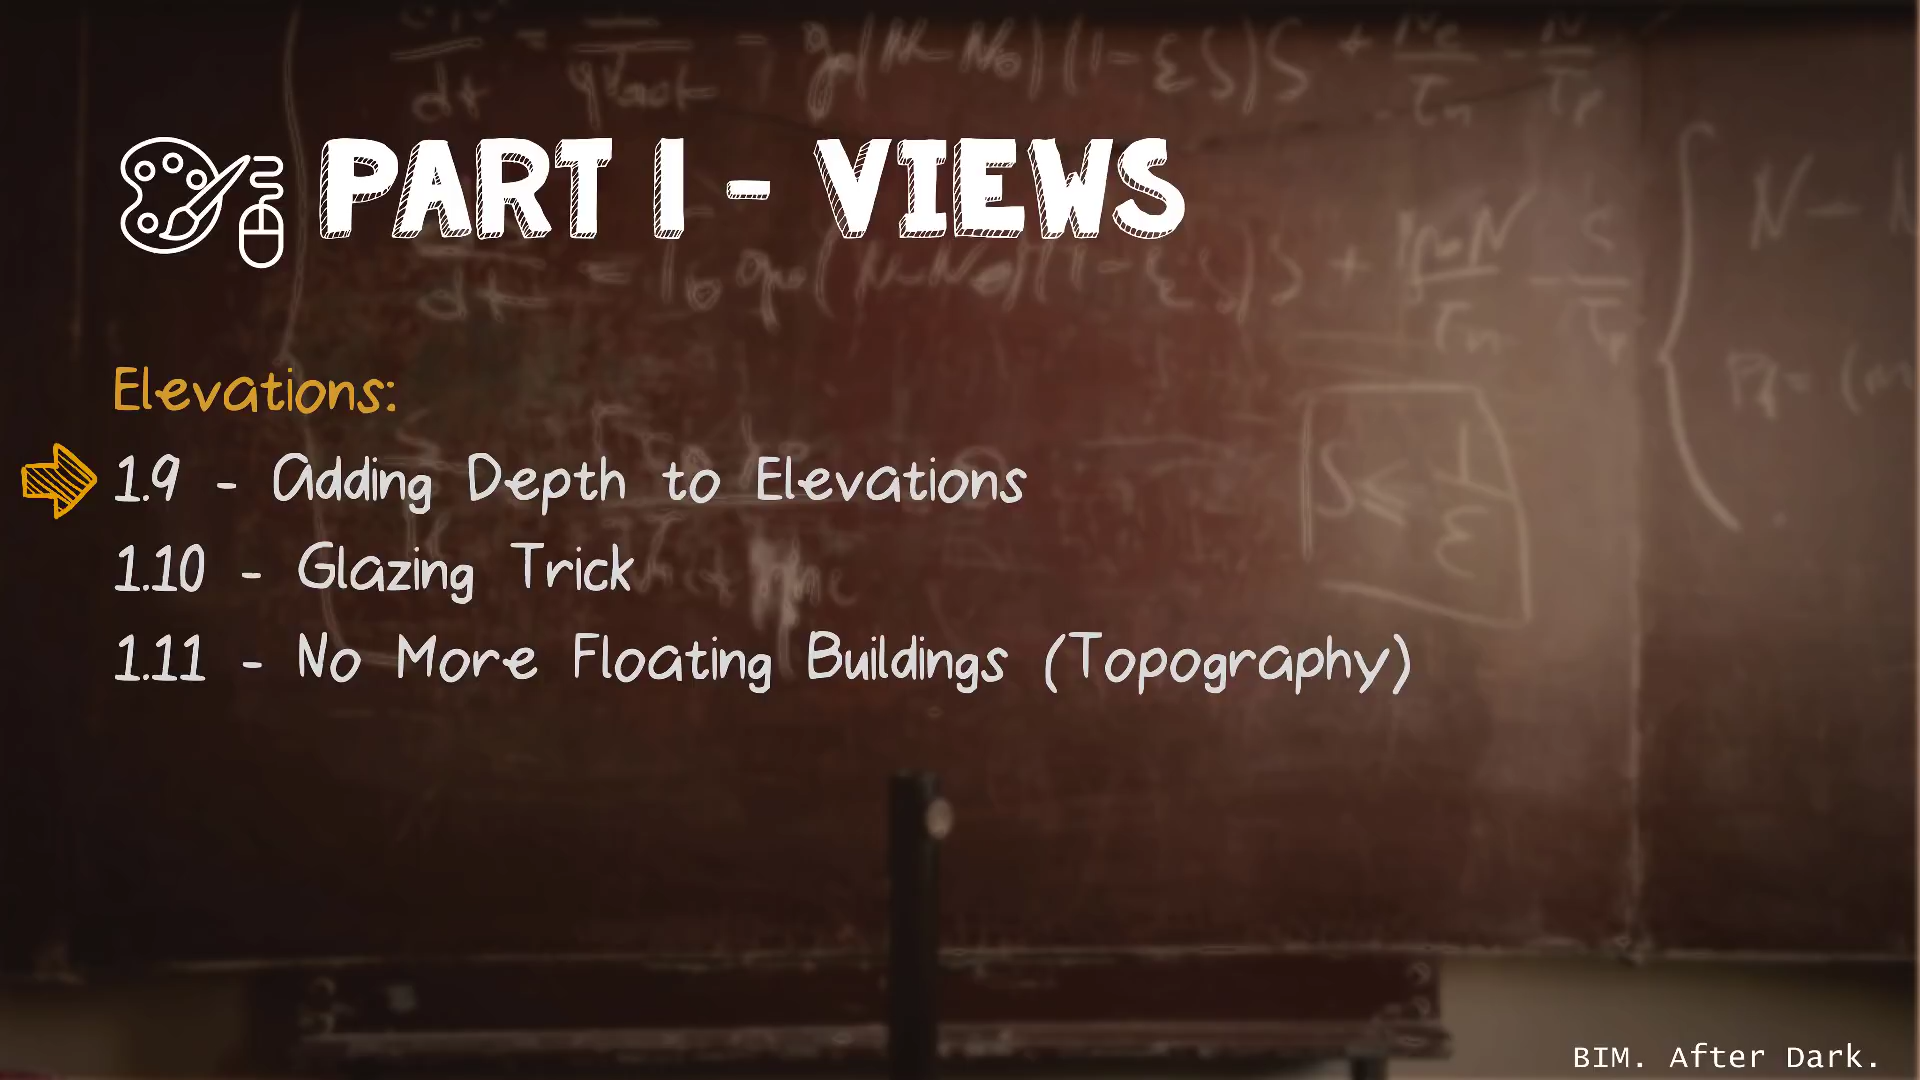 PART 1 - VIEWS
Elevations:
1.9 - Adding Depth to Elevations
1.10 - Glazing Trick
1.11 - No More Floating Buildings (Topography)
BIM. After Dark.